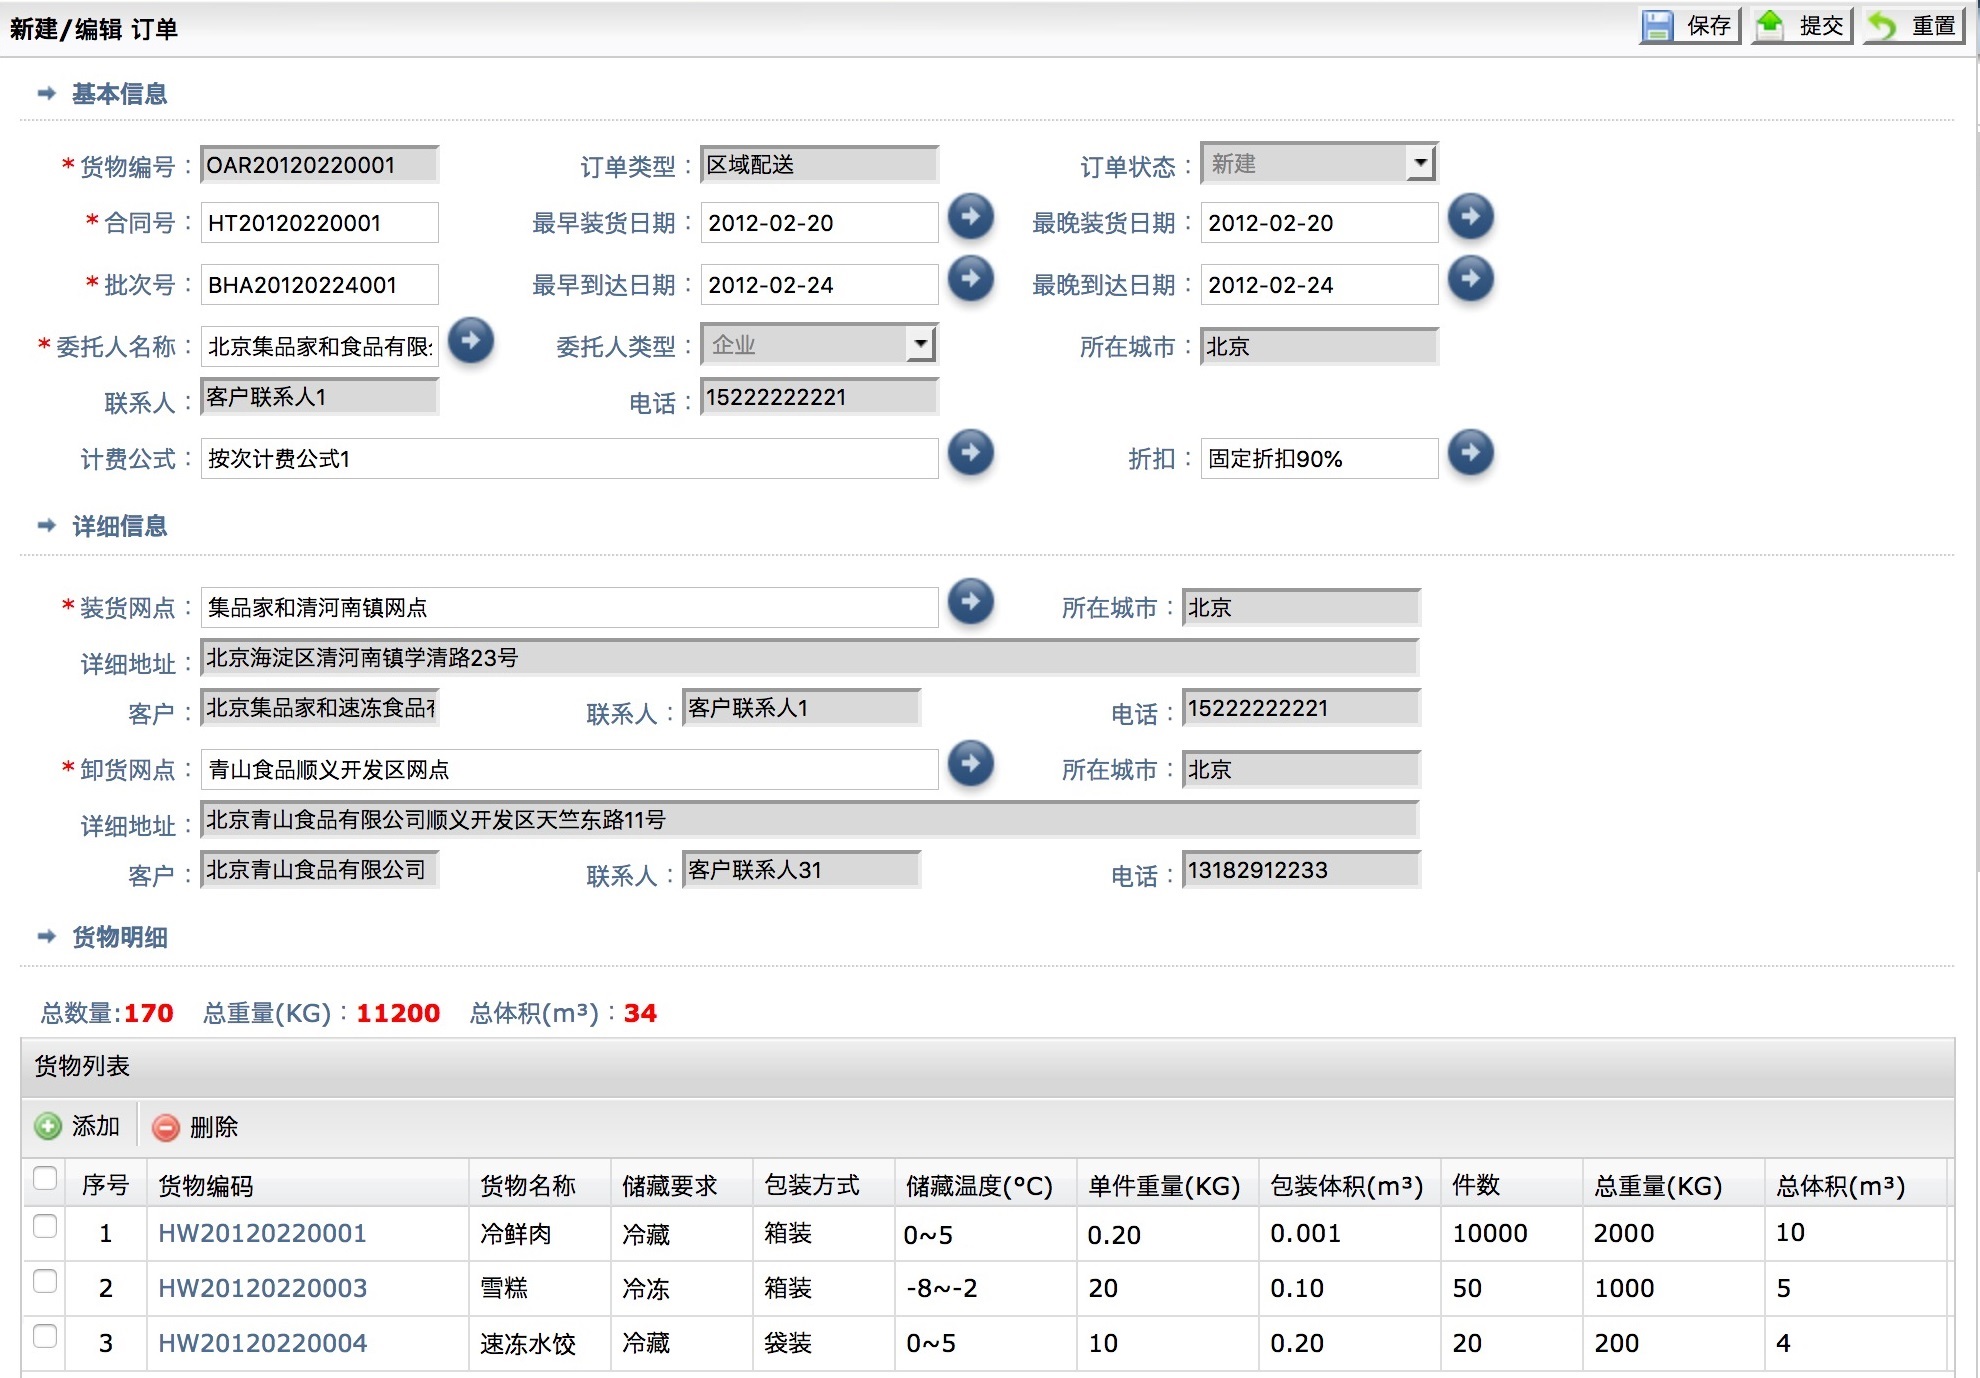 新建/编辑 订单 保存 提交 重置
基本信息
*货物编号： OAR20120220001 订单类型： 区域配送 订单状态： 新建
*合同号： HT20120220001 最早装货日期： 2012-02-20 最晚装货日期： 2012-02-20
*批次号： BHA20120224001 最早到达日期： 2012-02-24 最晚到达日期： 2012-02-24
*委托人名称： 北京集品家和食品有限 委托人类型： 企业 所在城市： 北京
联系人： 客户联系人1 电话： 15222222221
计费公式： 按次计费公式1 折扣： 固定折扣90%
详细信息
*装货网点： 集品家和清河南镇网点 所在城市： 北京
详细地址： 北京海淀区清河南镇学清路23号
客户： 北京集品家和速冻食品 联系人： 客户联系人1 电话： 15222222221
*卸货网点： 青山食品顺义开发区网点 所在城市： 北京
详细地址： 北京青山食品有限公司顺义开发区天竺东路11号
客户： 北京青山食品有限公司 联系人： 客户联系人31 电话： 13182912233
货物明细
总数量:170 总重量(KG)：11200 总体积(m³)：34
货物列表
添加 删除
序号 货物编码 货物名称 储藏要求 包装方式 储藏温度(°C) 单件重量(KG) 包装体积(m³) 件数 总重量(KG) 总体积(m³)
1 HW20120220001 冷鲜肉 冷藏 箱装 0~5 0.20 0.001 10000 2000 10
2 HW20120220003 雪糕 冷冻 箱装 -8~-2 20 0.10 50 1000 5
3 HW20120220004 速冻水饺 冷藏 袋装 0~5 10 0.20 20 200 4